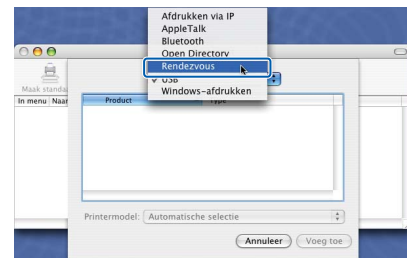 Afdrukken via IP
AppleTalk
Bluetooth
Open Directory
Rendezvous
✓ USB
Windows-afdrukken
Maak standa
In menu Naar
Product Type
Printermodel: Automatische selectie
Annuleer Voeg toe